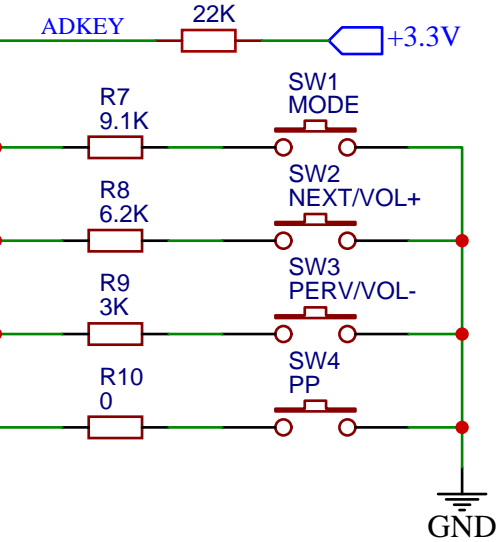 22K
ADKEY
+3.3V
SW1
MODE
R7
9.1K
SW2
NEXT/VOL+
R8
6.2K
SW3
PERV/VOL-
R9
3K
SW4
PP
R10
0
GND